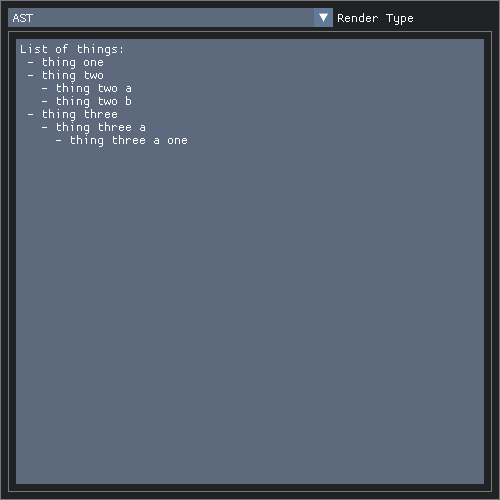 AST ▼ Render Type
List of things:
 - thing one
 - thing two
   - thing two a
   - thing two b
 - thing three
   - thing three a
     - thing three a one